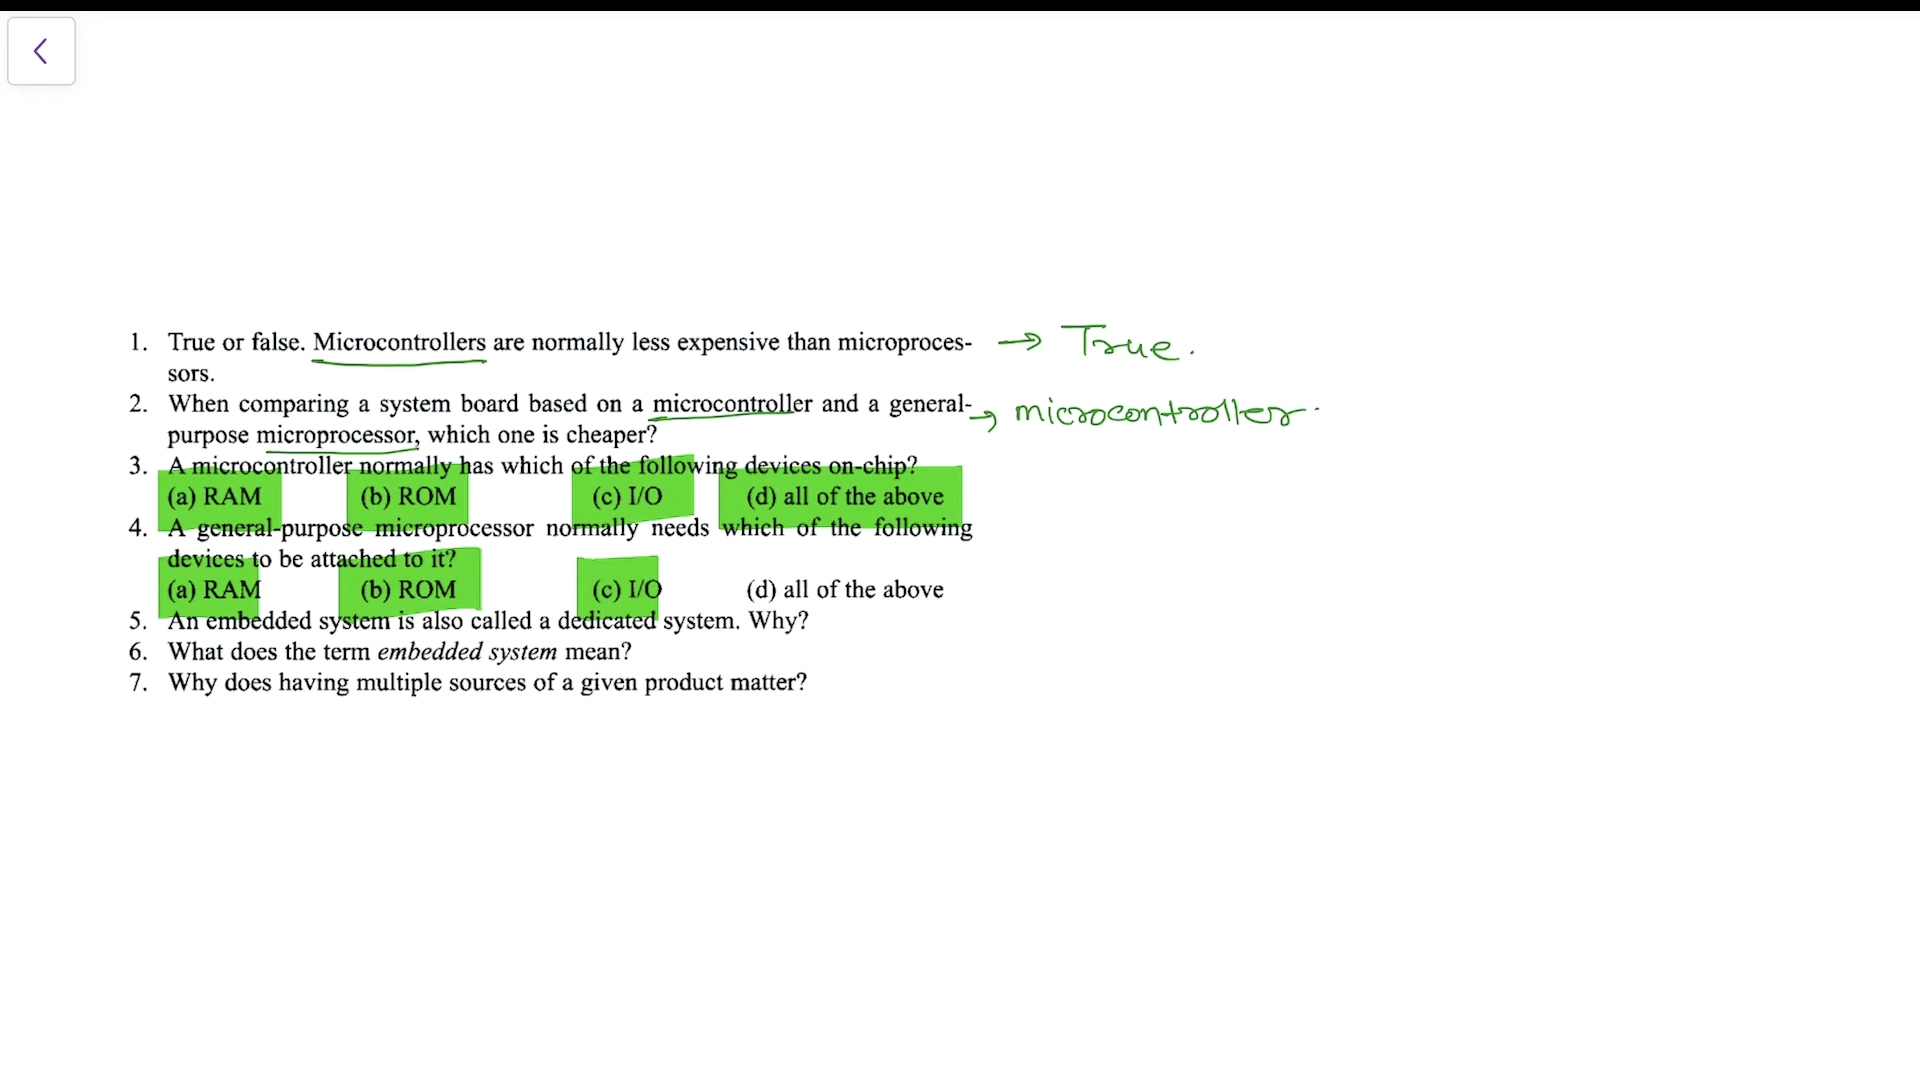 1. True or false. Microcontrollers are normally less expensive than microproces- → True.
sors.
2. When comparing a system board based on a microcontroller and a general- → microcontroller.
purpose microprocessor, which one is cheaper?
3. A microcontroller normally has which of the following devices on-chip?
(a) RAM (b) ROM (c) I/O (d) all of the above
4. A general-purpose microprocessor normally needs which of the following
devices to be attached to it?
(a) RAM (b) ROM (c) I/O (d) all of the above
5. An embedded system is also called a dedicated system. Why?
6. What does the term embedded system mean?
7. Why does having multiple sources of a given product matter?